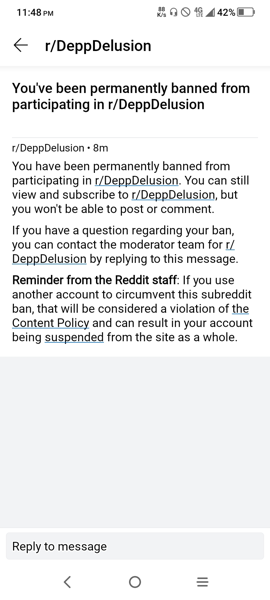 11:48 PM 88 K/s 4G 42%
r/DeppDelusion
You've been permanently banned from
participating in r/DeppDelusion
r/DeppDelusion • 8m
You have been permanently banned from
participating in r/DeppDelusion. You can still
view and subscribe to r/DeppDelusion, but
you won't be able to post or comment.
If you have a question regarding your ban,
you can contact the moderator team for r/
DeppDelusion by replying to this message.
Reminder from the Reddit staff: If you use
another account to circumvent this subreddit
ban, that will be considered a violation of the
Content Policy and can result in your account
being suspended from the site as a whole.
Reply to message